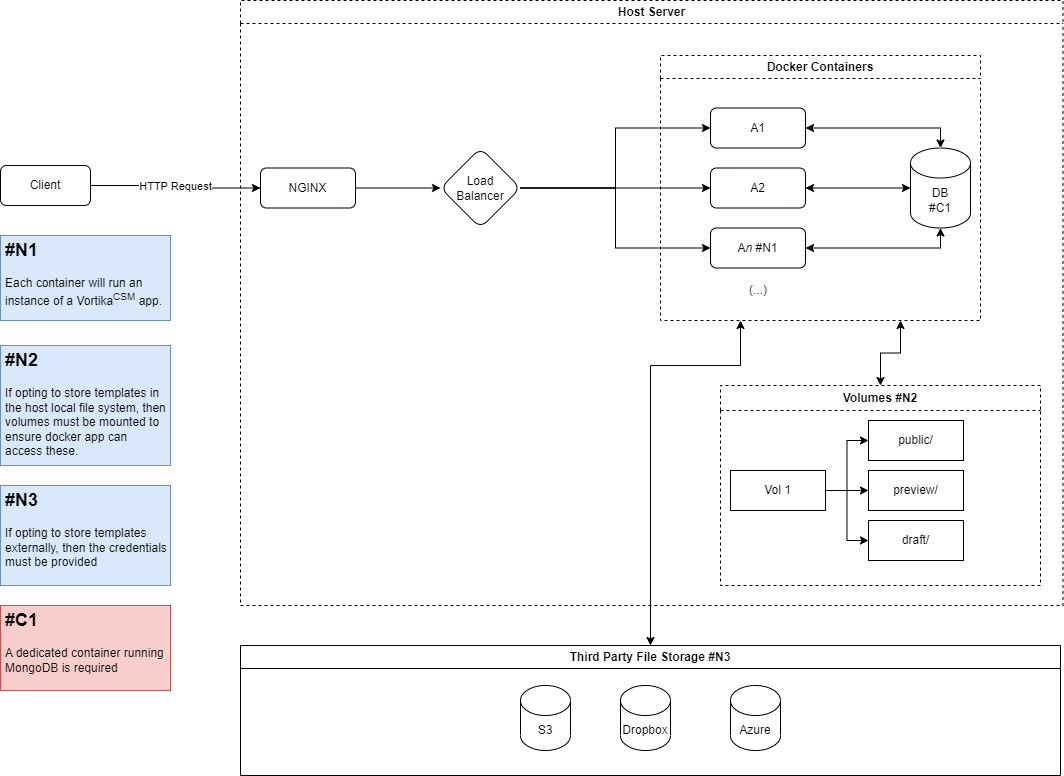 Host Server
Docker Containers
A1
Client
HTTP Request
NGINX
Load
Balancer
A2
DB
#C1
An #N1
(...)
#N1
Each container will run an
instance of a VortikaCSM app.
#N2
If opting to store templates in
the host local file system, then
volumes must be mounted to
ensure docker app can
access these.
Volumes #N2
public/
Vol 1
preview/
draft/
#N3
If opting to store templates
externally, then the credentials
must be provided
#C1
A dedicated container running
MongoDB is required
Third Party File Storage #N3
S3
Dropbox
Azure